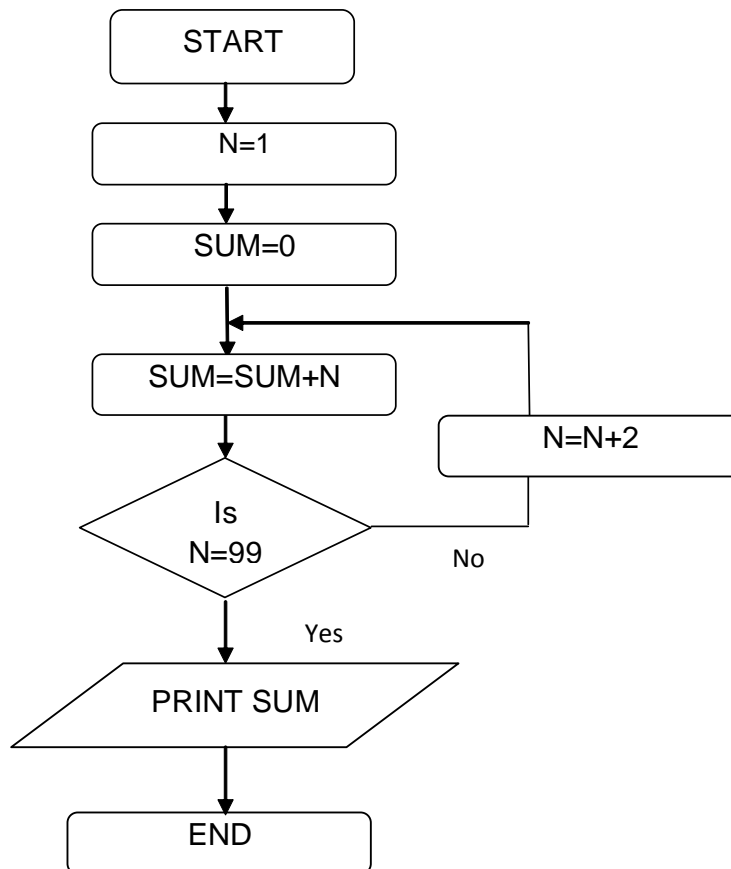 START
N=1
SUM=0
SUM=SUM+N
N=N+2
Is
N=99
No
Yes
PRINT SUM
END